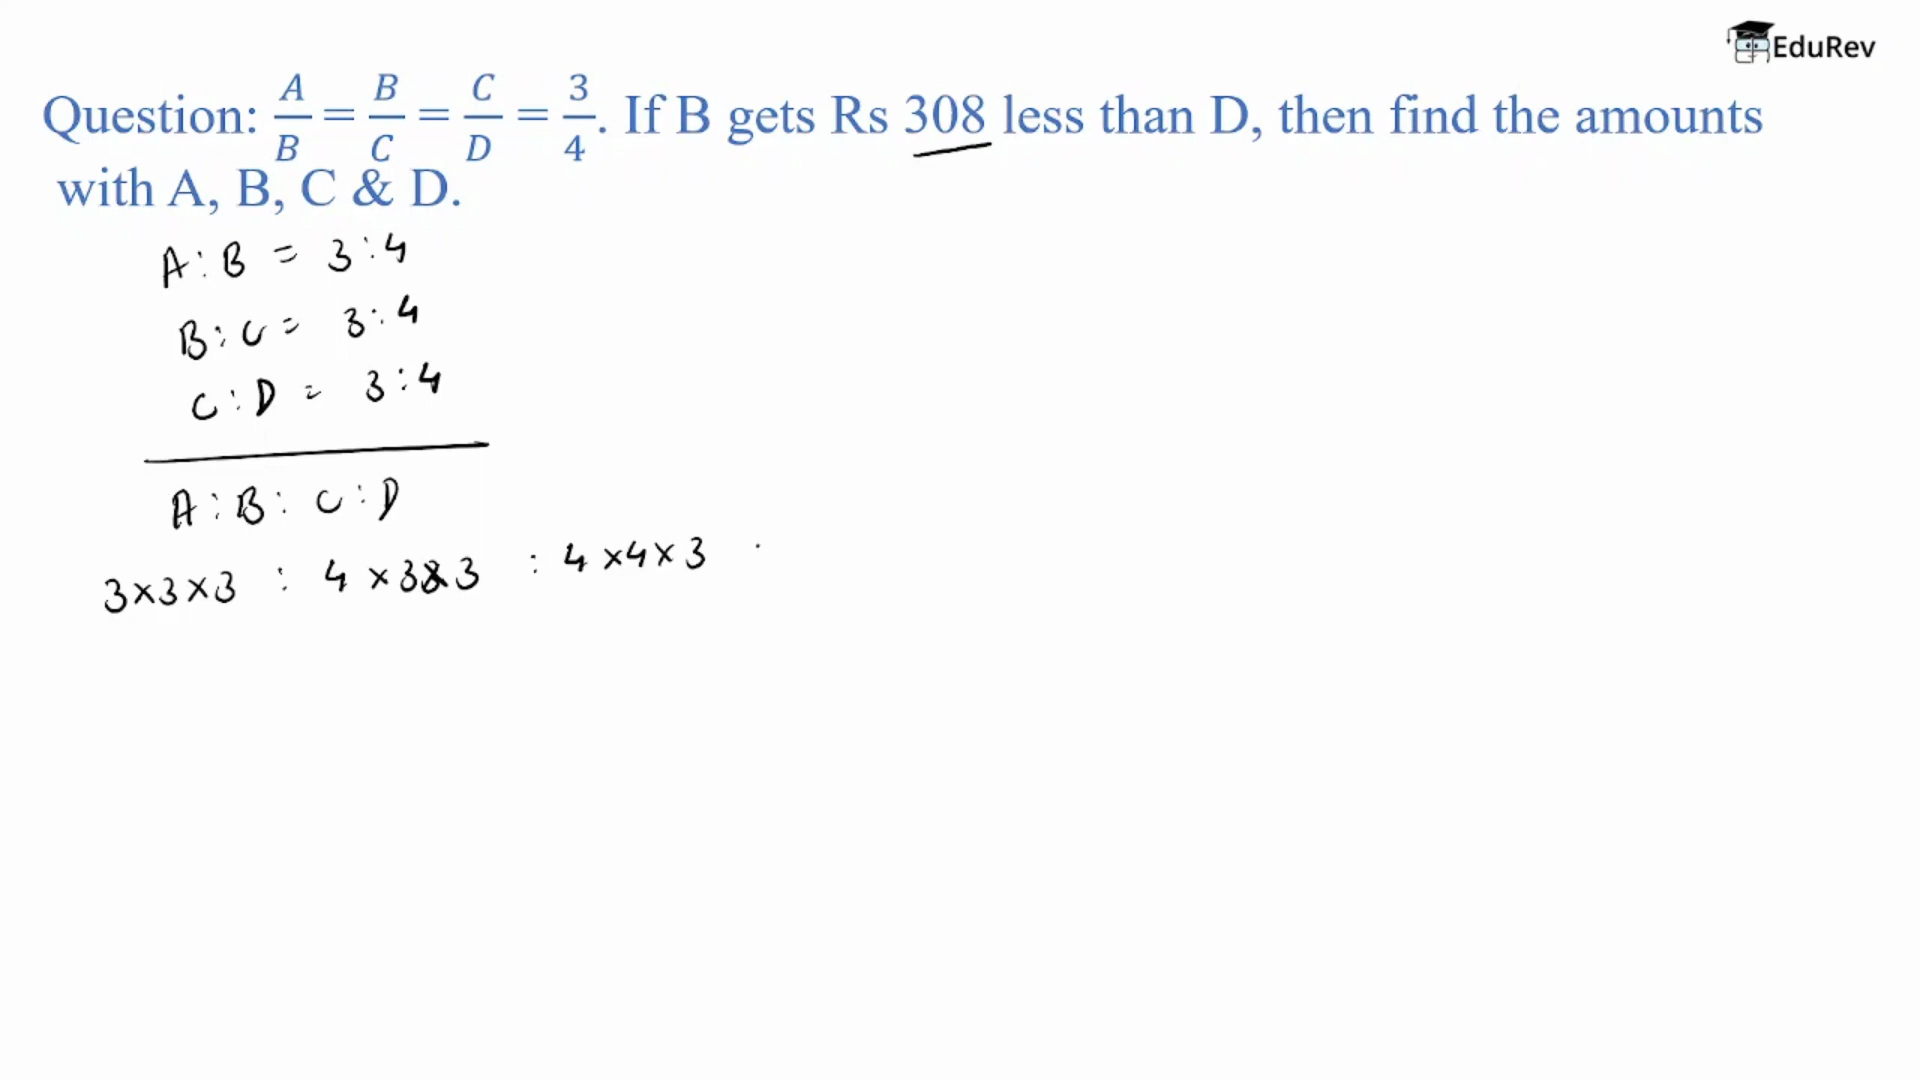 EduRev
Question: A/B = B/C = C/D = 3/4. If B gets Rs 308 less than D, then find the amounts
with A, B, C & D.
A : B = 3 : 4
B : C = 3 : 4
C : D = 3 : 4
A : B : C : D
3×3×3 : 4×3×3 : 4×4×3